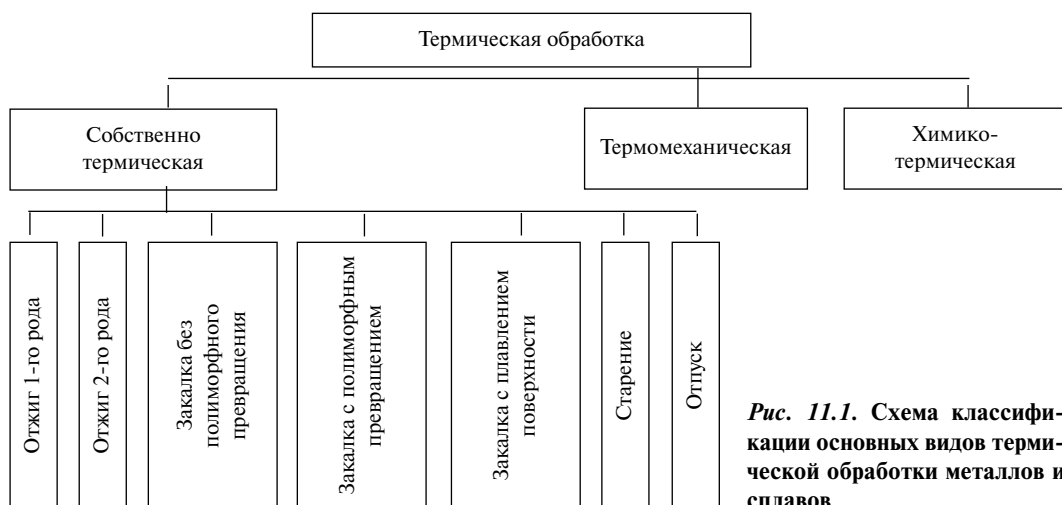 Термическая обработка
Собственно
термическая
Термомеханическая
Химико-
термическая
Отжиг 1-го рода
Отжиг 2-го рода
Закалка без
полиморфного
превращения
Закалка с полиморфным
превращением
Закалка с плавлением
поверхности
Старение
Отпуск
Рис. 11.1. Схема классифи-
кации основных видов терми-
ческой обработки металлов и
сплавов